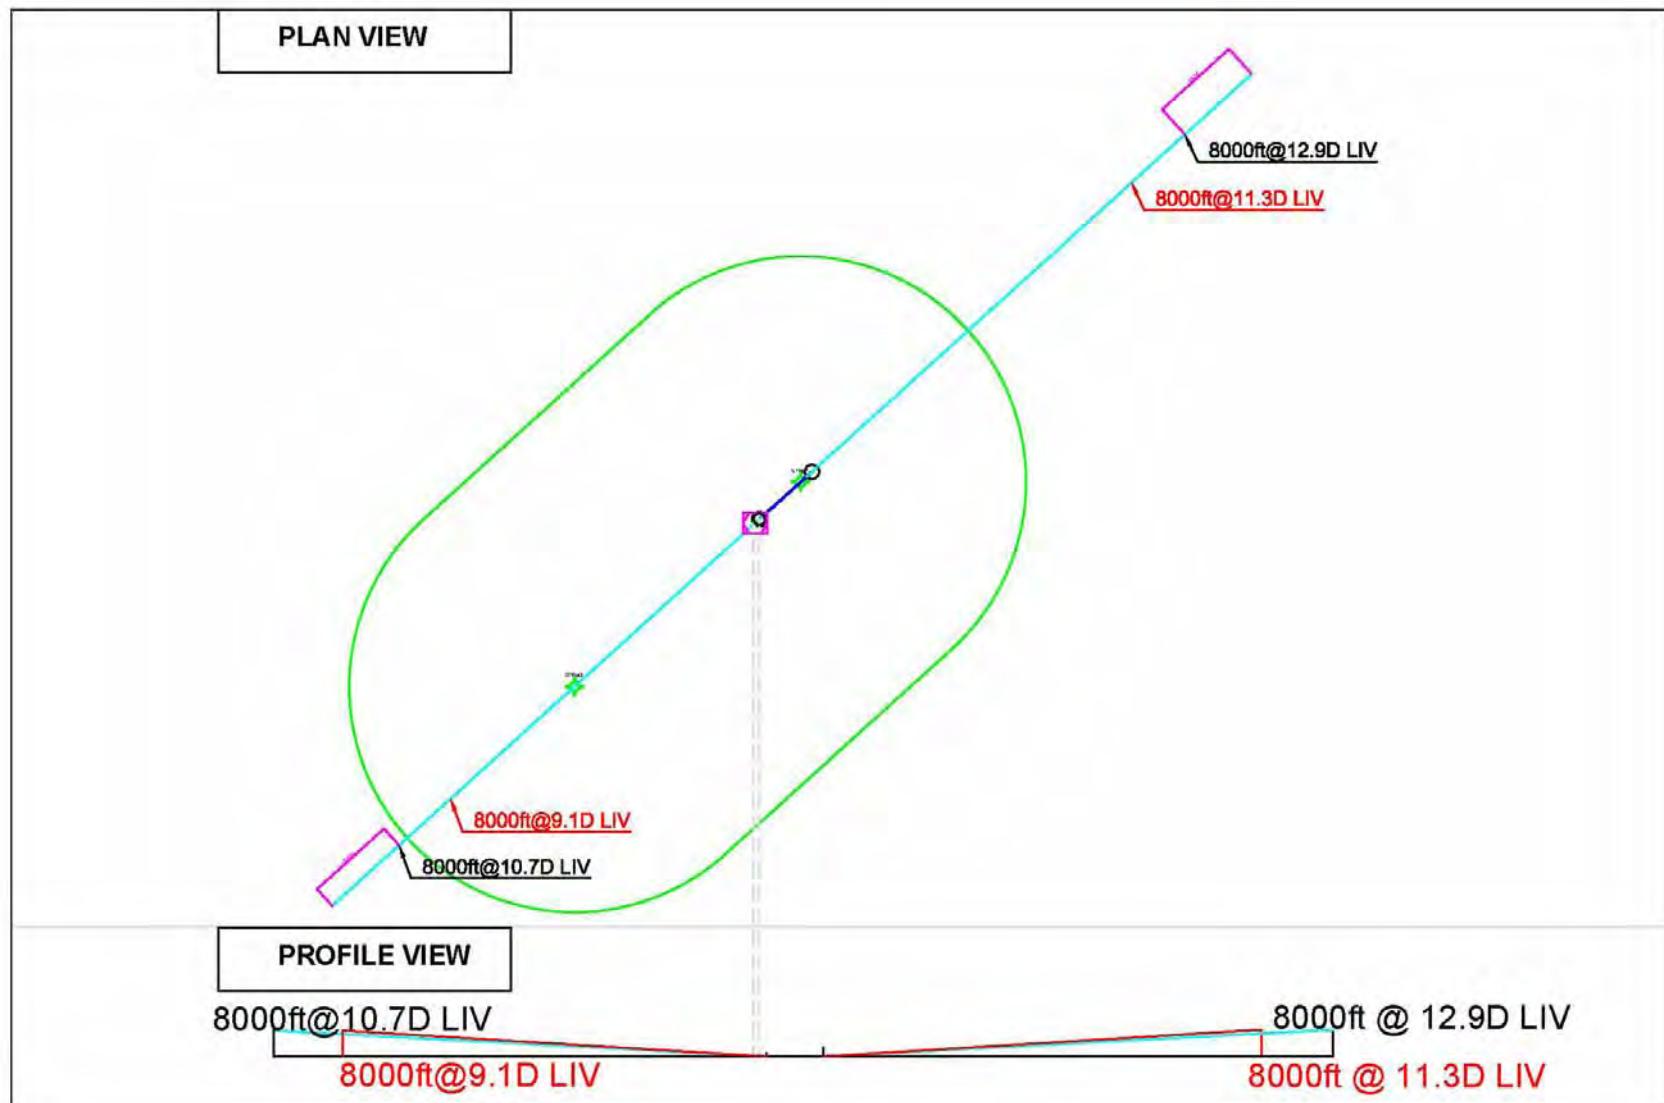 PLAN VIEW
8000ft@12.9D LIV
8000ft@11.3D LIV
8000ft@9.1D LIV
8000ft@10.7D LIV
PROFILE VIEW
8000ft@10.7D LIV
8000ft @ 12.9D LIV
8000ft@9.1D LIV
8000ft @ 11.3D LIV